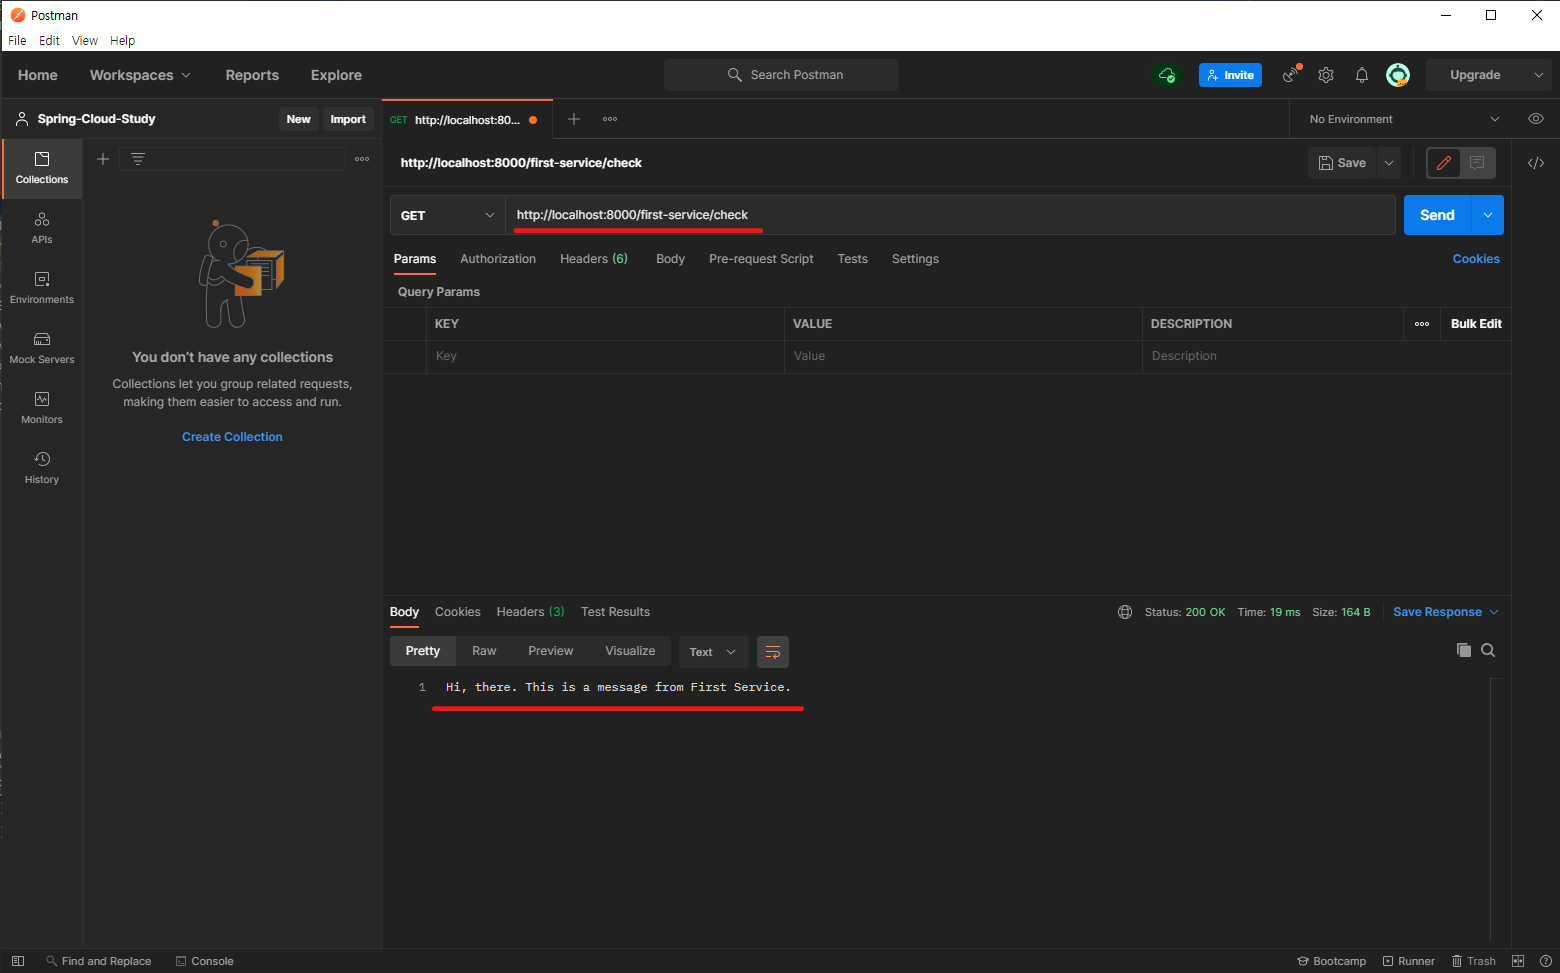 Postman
File Edit View Help
Home Workspaces Reports Explore Search Postman Invite Upgrade
Spring-Cloud-Study New Import GET http://localhost:80... No Environment
http://localhost:8000/first-service/check Save
Collections
APIs
Environments
Mock Servers
Monitors
History
You don't have any collections
Collections let you group related requests,
making them easier to access and run.
Create Collection
GET http://localhost:8000/first-service/check Send
Params Authorization Headers (6) Body Pre-request Script Tests Settings Cookies
Query Params
KEY VALUE DESCRIPTION Bulk Edit
Key Value Description
Body Cookies Headers (3) Test Results Status: 200 OK Time: 19 ms Size: 164 B Save Response
Pretty Raw Preview Visualize Text
1 Hi, there. This is a message from First Service.
Find and Replace Console Bootcamp Runner Trash